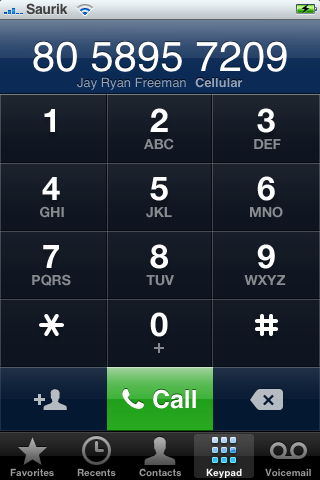 Saurik
80 5895 7209
Jay Ryan Freeman Cellular
1 2 3
ABC DEF
4 5 6
GHI JKL MNO
7 8 9
PQRS TUV WXYZ
* 0 #
+
+ Call
Favorites Recents Contacts Keypad Voicemail